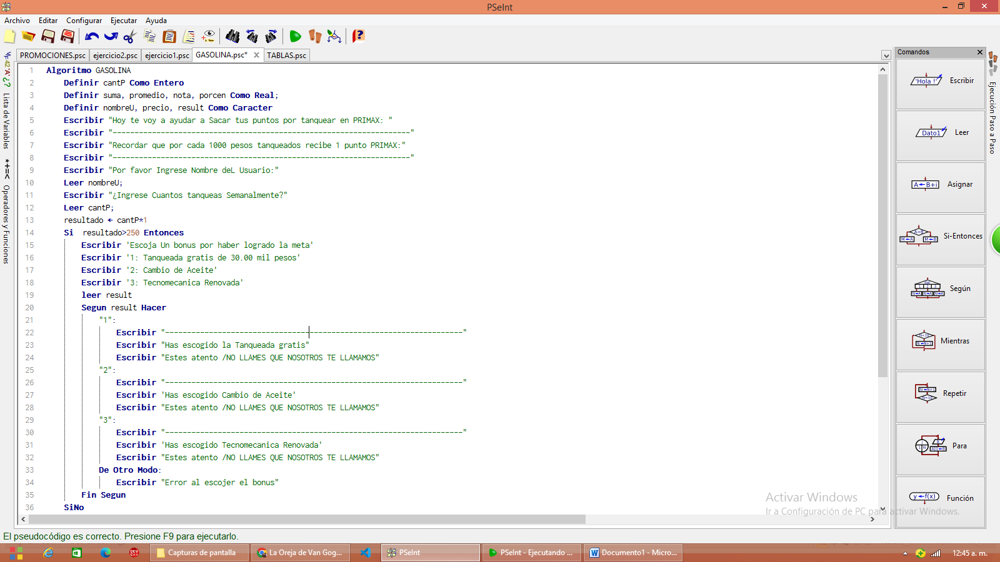 PSeInt
Archivo Editar Configurar Ejecutar Ayuda
PROMOCIONES.psc ejercicio2.psc ejercicio1.psc GASOLINA.psc* TABLAS.psc
Lista de Variables
*+=< Operadores y Funciones
1 Algoritmo GASOLINA
2 Definir cantP Como Entero
3 Definir suma, promedio, nota, porcen Como Real;
4 Definir nombreU, precio, result Como Caracter
5 Escribir "Hoy te voy a ayudar a Sacar tus puntos por tanquear en PRIMAX: "
6 Escribir "--------------------------------------------------------------------"
7 Escribir "Recordar que por cada 1000 pesos tanqueados recibe 1 punto PRIMAX:"
8 Escribir "--------------------------------------------------------------------"
9 Escribir "Por favor Ingrese Nombre deL Usuario:"
10 Leer nombreU;
11 Escribir "¿Ingrese Cuantos tanqueas Semanalmente?"
12 Leer cantP;
13 resultado ← cantP*1
14 Si resultado>250 Entonces
15 Escribir 'Escoja Un bonus por haber logrado la meta'
16 Escribir '1: Tanqueada gratis de 30.00 mil pesos'
17 Escribir '2: Cambio de Aceite'
18 Escribir '3: Tecnomecanica Renovada'
19 leer result
20 Segun result Hacer
21 "1":
22 Escribir "--------------------------------------------------------------------"
23 Escribir "Has escogido la Tanqueada gratis"
24 Escribir "Estes atento /NO LLAMES QUE NOSOTROS TE LLAMAMOS"
25 "2":
26 Escribir "--------------------------------------------------------------------"
27 Escribir 'Has escogido Cambio de Aceite'
28 Escribir "Estes atento /NO LLAMES QUE NOSOTROS TE LLAMAMOS"
29 "3":
30 Escribir "--------------------------------------------------------------------"
31 Escribir 'Has escogido Tecnomecanica Renovada'
32 Escribir "Estes atento /NO LLAMES QUE NOSOTROS TE LLAMAMOS"
33 De Otro Modo:
34 Escribir "Error al escojer el bonus"
35 Fin Segun
36 SiNo
Comandos
'Hola !' Escribir
Dato1 Leer
A←B+i Asignar
Si-Entonces
Según
Mientras
Repetir
Para
y←f(x) Función
Ejecución Paso a Paso
Activar Windows
Ir a Configuración de PC para activar Windows.
El pseudocódigo es correcto. Presione F9 para ejecutarlo.
DEV C++
Capturas de pantalla
La Oreja de Van Gog...
PSeInt
PSeInt - Ejecutando ...
Documento1 - Micro...
12:45 a. m.